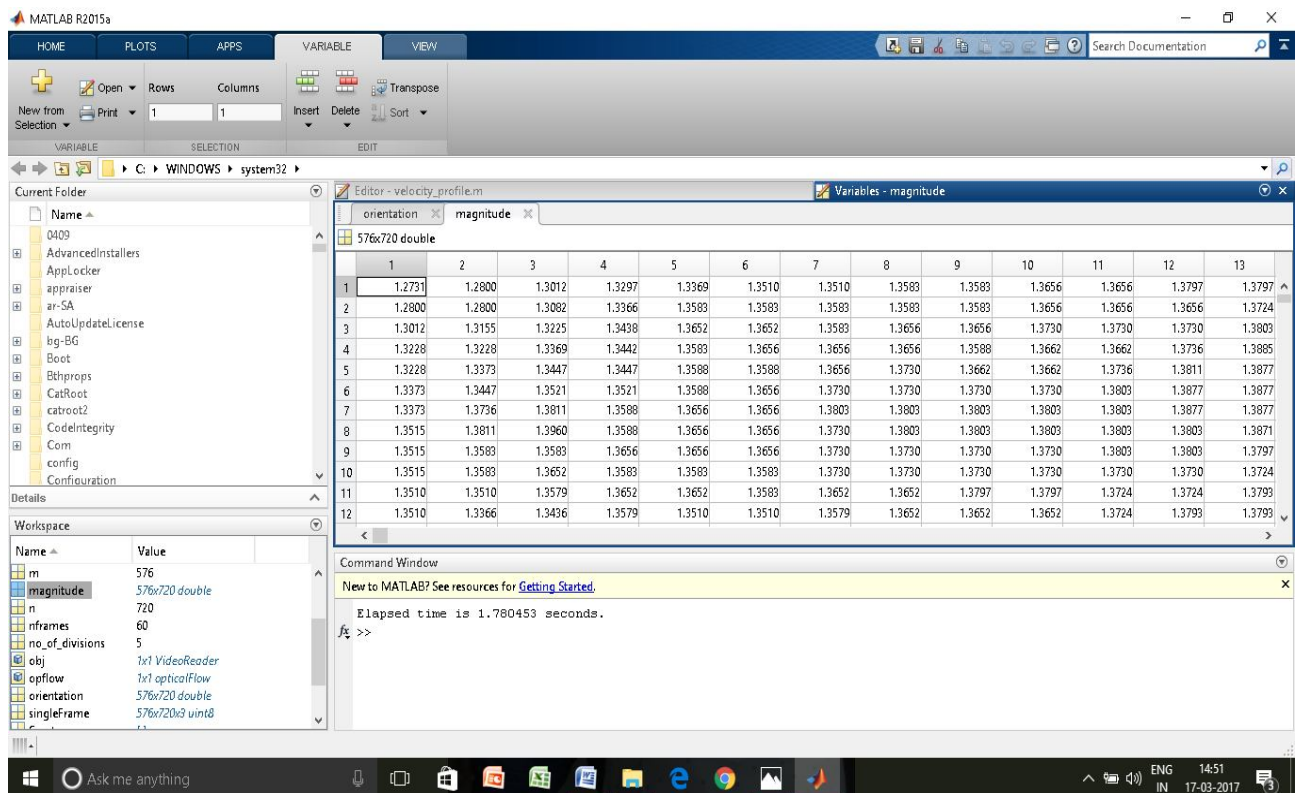 MATLAB R2015a
HOME PLOTS APPS VARIABLE VIEW Search Documentation
New from Selection Open Print Rows Columns 1 1 Insert Delete Transpose Sort
VARIABLE SELECTION EDIT
C: WINDOWS system32
Current Folder
Name
0409
AdvancedInstallers
AppLocker
appraiser
ar-SA
AutoUpdateLicense
bg-BG
Boot
Bthprops
CatRoot
catroot2
CodeIntegrity
Com
config
Configuration
Details
Workspace
Name Value
m 576
magnitude 576x720 double
n 720
nframes 60
no_of_divisions 5
obj 1x1 VideoReader
opflow 1x1 opticalFlow
orientation 576x720 double
singleFrame 576x720x3 uint8
Editor - velocity_profile.m Variables - magnitude
orientation magnitude
576x720 double
1 2 3 4 5 6 7 8 9 10 11 12 13
1 1.2731 1.2800 1.3012 1.3297 1.3369 1.3510 1.3510 1.3583 1.3583 1.3656 1.3656 1.3797 1.3797
2 1.2800 1.2800 1.3082 1.3366 1.3583 1.3583 1.3583 1.3583 1.3583 1.3656 1.3656 1.3656 1.3724
3 1.3012 1.3155 1.3225 1.3438 1.3652 1.3652 1.3583 1.3656 1.3656 1.3730 1.3730 1.3730 1.3803
4 1.3228 1.3228 1.3369 1.3442 1.3583 1.3656 1.3656 1.3656 1.3588 1.3662 1.3662 1.3736 1.3885
5 1.3228 1.3373 1.3447 1.3447 1.3588 1.3588 1.3656 1.3730 1.3662 1.3662 1.3736 1.3811 1.3877
6 1.3373 1.3447 1.3521 1.3521 1.3588 1.3656 1.3730 1.3730 1.3730 1.3730 1.3803 1.3877 1.3877
7 1.3373 1.3736 1.3811 1.3588 1.3656 1.3656 1.3803 1.3803 1.3803 1.3803 1.3803 1.3877 1.3877
8 1.3515 1.3811 1.3960 1.3588 1.3656 1.3656 1.3730 1.3803 1.3803 1.3803 1.3803 1.3803 1.3871
9 1.3515 1.3583 1.3583 1.3656 1.3656 1.3656 1.3730 1.3730 1.3730 1.3730 1.3803 1.3803 1.3797
10 1.3515 1.3583 1.3652 1.3583 1.3583 1.3583 1.3730 1.3730 1.3730 1.3730 1.3730 1.3730 1.3724
11 1.3510 1.3510 1.3579 1.3652 1.3652 1.3583 1.3652 1.3652 1.3797 1.3797 1.3724 1.3724 1.3793
12 1.3510 1.3366 1.3436 1.3579 1.3510 1.3510 1.3579 1.3652 1.3652 1.3652 1.3724 1.3793 1.3793
Command Window
New to MATLAB? See resources for Getting Started.
Elapsed time is 1.780453 seconds.
fx >>
Ask me anything
ENG 14:51
IN 17-03-2017